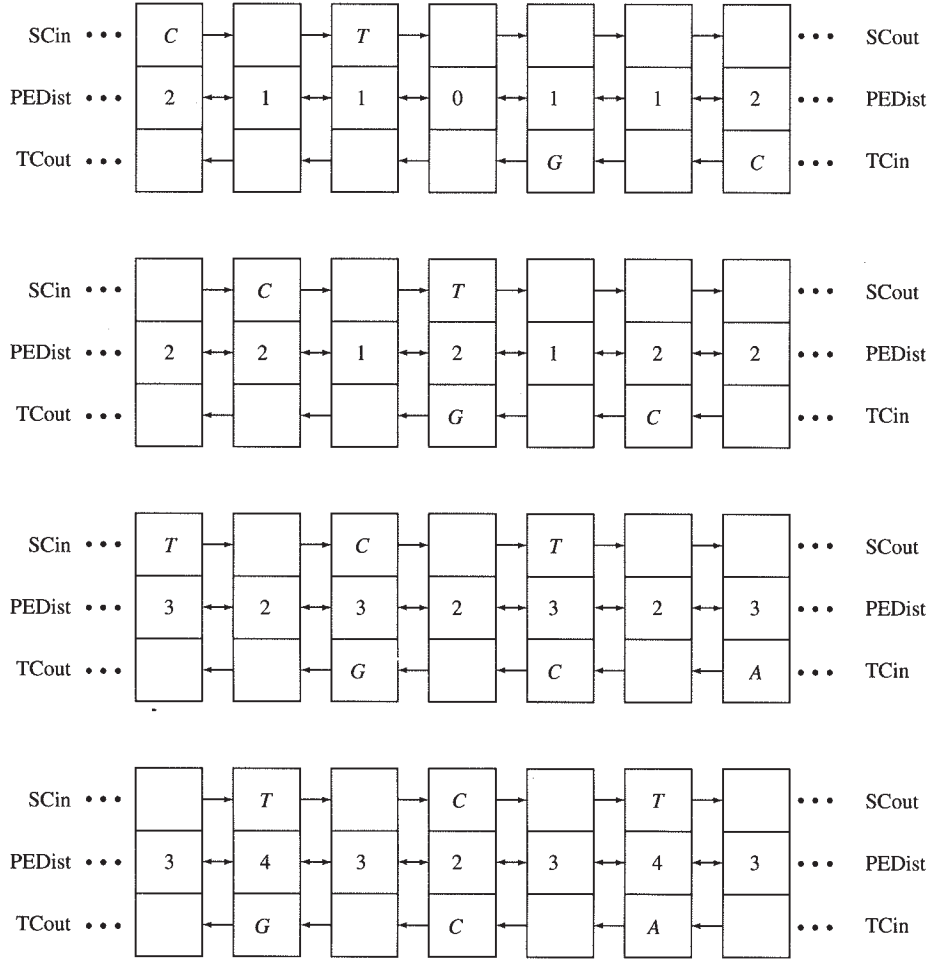 SCin • • • C T • • • SCout
PEDist • • • 2 1 1 0 1 1 2 • • • PEDist
TCout • • • G C • • • TCin
SCin • • • C T • • • SCout
PEDist • • • 2 2 1 2 1 2 2 • • • PEDist
TCout • • • G C • • • TCin
SCin • • • T C T • • • SCout
PEDist • • • 3 2 3 2 3 2 3 • • • PEDist
TCout • • • G C A • • • TCin
SCin • • • T C T • • • SCout
PEDist • • • 3 4 3 2 3 4 3 • • • PEDist
TCout • • • G C A • • • TCin